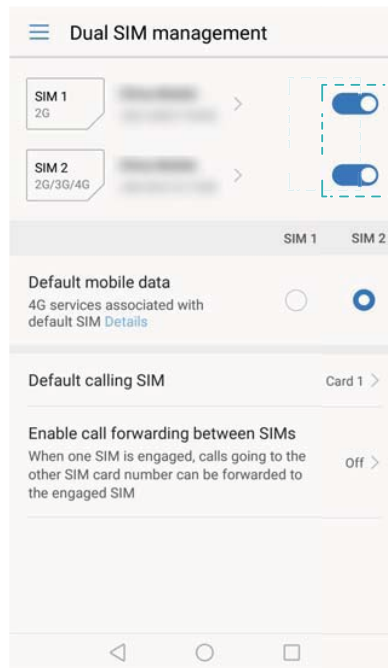 Dual SIM management
SIM 1
2G
SIM 2
2G/3G/4G
SIM 1 SIM 2
Default mobile data
4G services associated with
default SIM Details
Default calling SIM Card 1
Enable call forwarding between SIMs
When one SIM is engaged, calls going to the
other SIM card number can be forwarded to
the engaged SIM
Off